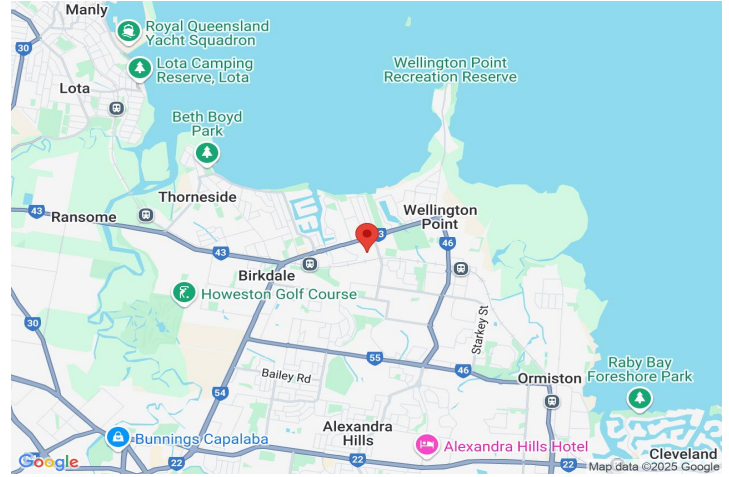 Manly
Royal Queensland
Yacht Squadron
30
Lota Camping
Reserve, Lota
Wellington Point
Recreation Reserve
Lota
Beth Boyd
Park
Thorneside
43
Ransome
Wellington
Point
3
43
46
Birkdale
Howeston Golf Course
30
Starkey St
55
46
Raby Bay
Foreshore Park
Bailey Rd
Ormiston
54
Alexandra
Hills
Bunnings Capalaba
Alexandra Hills Hotel
Cleveland
22
22
22
Google
Map data ©2025 Google